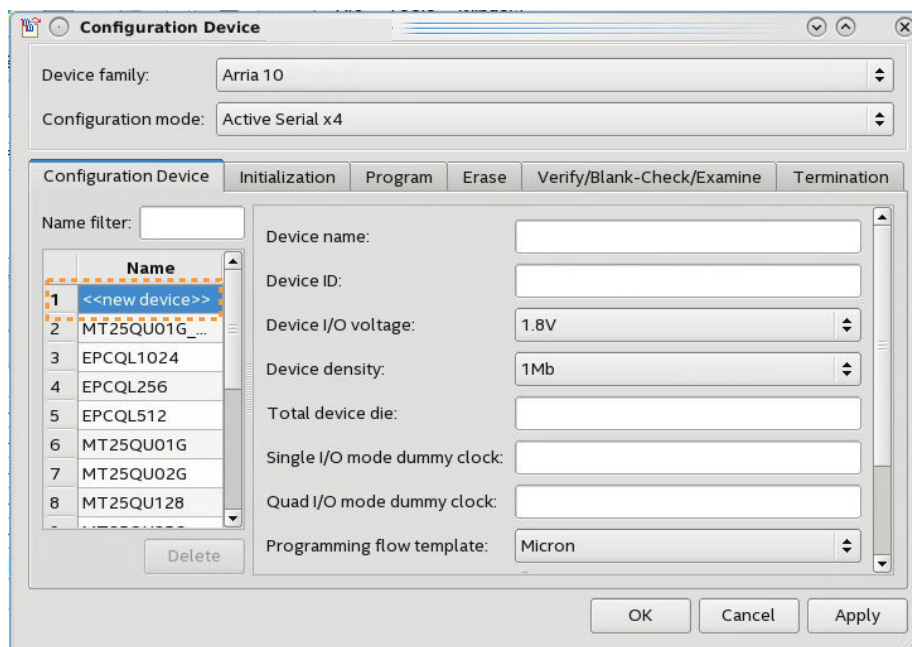 Configuration Device
Device family:
Arria 10
Configuration mode:
Active Serial x4
Configuration Device
Initialization
Program
Erase
Verify/Blank-Check/Examine
Termination
Name filter:
Name
1 <<new device>>
2 MT25QU01G_...
3 EPCQL1024
4 EPCQL256
5 EPCQL512
6 MT25QU01G
7 MT25QU02G
8 MT25QU128
Delete
Device name:
Device ID:
Device I/O voltage:
1.8V
Device density:
1Mb
Total device die:
Single I/O mode dummy clock:
Quad I/O mode dummy clock:
Programming flow template:
Micron
OK
Cancel
Apply